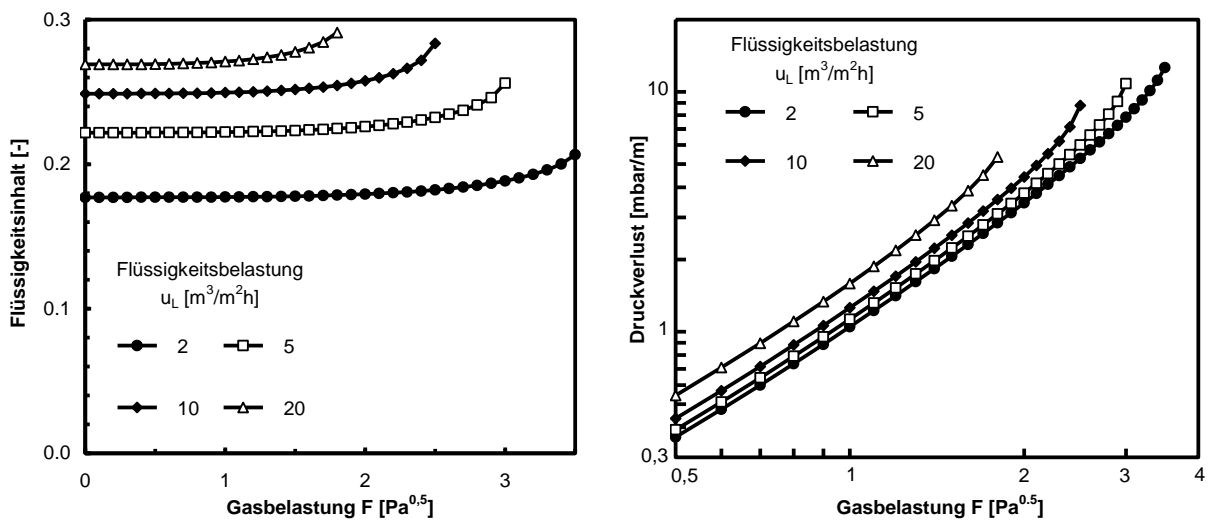 0.3
0.2
0.1
0.0
Flüssigkeitsinhalt [-]
Flüssigkeitsbelastung
u_L [m³/m²h]
2 5
10 20
0 1 2 3
Gasbelastung F [Pa^0,5]
10
1
0,3
Druckverlust [mbar/m]
Flüssigkeitsbelastung
u_L [m³/m²h]
2 5
10 20
0,5 1 2 3 4
Gasbelastung F [Pa^0.5]